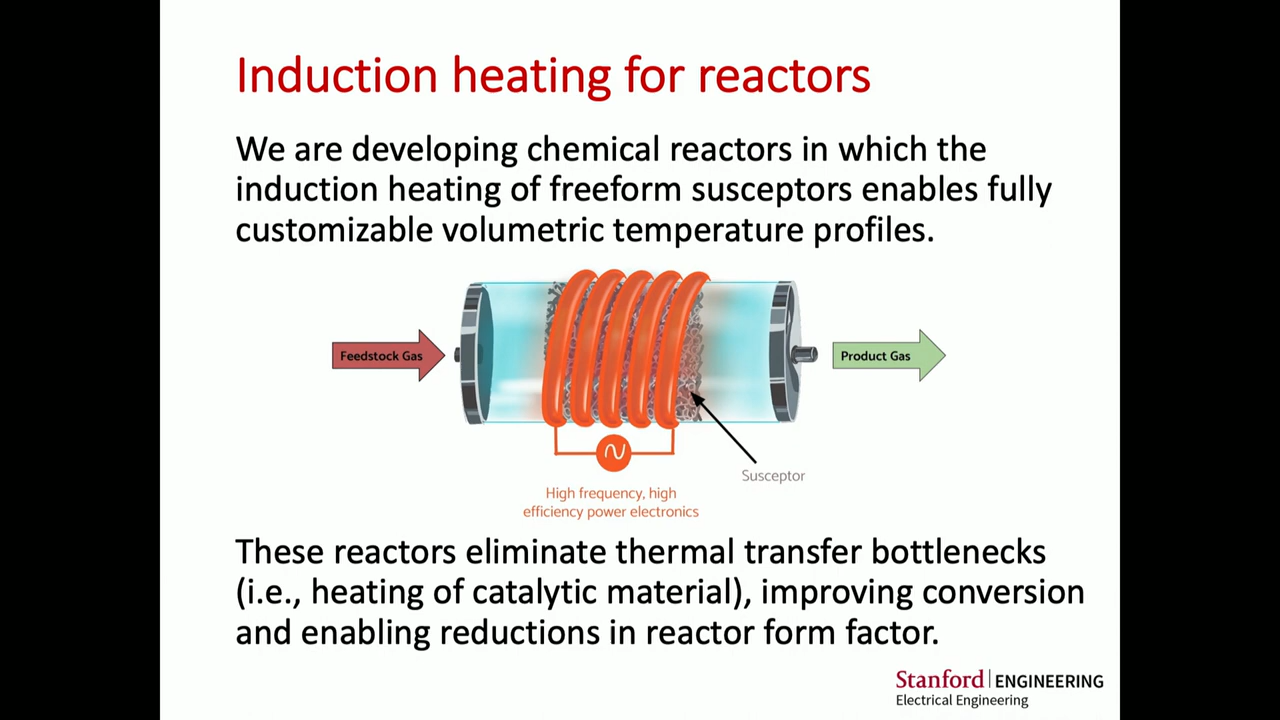 Induction heating for reactors
We are developing chemical reactors in which the
induction heating of freeform susceptors enables fully
customizable volumetric temperature profiles.
Feedstock Gas
Product Gas
Susceptor
High frequency, high
efficiency power electronics
These reactors eliminate thermal transfer bottlenecks
(i.e., heating of catalytic material), improving conversion
and enabling reductions in reactor form factor.
Stanford | ENGINEERING
Electrical Engineering